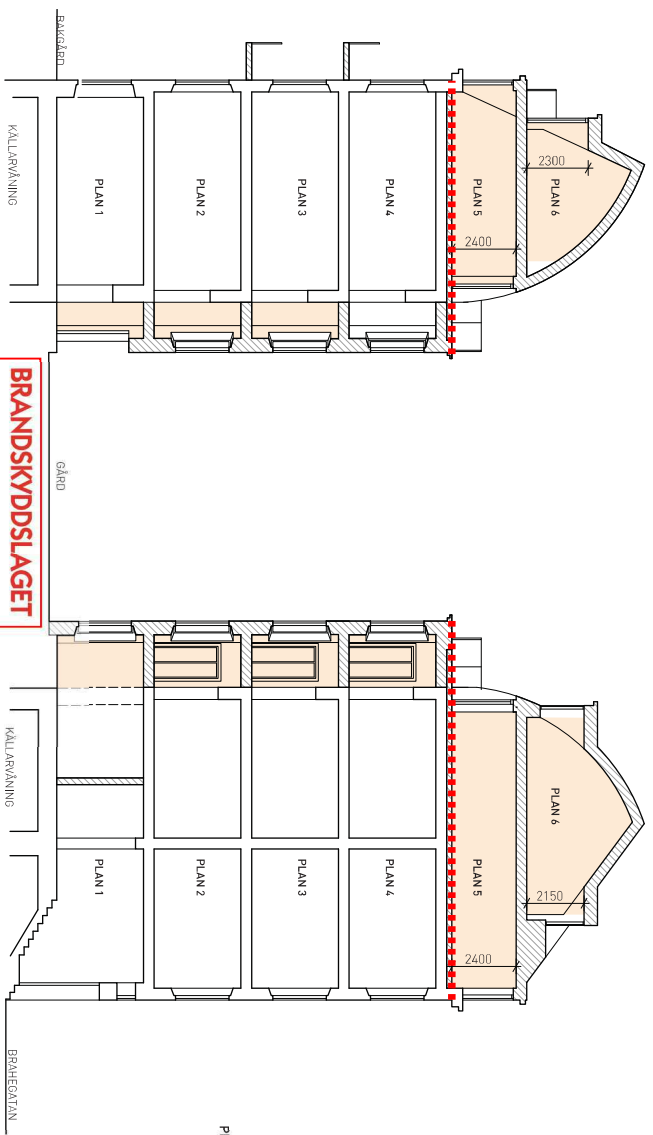 BAKGÅRD
KÄLLARVÅNING
PLAN 1
PLAN 2
PLAN 3
PLAN 4
PLAN 5
2400
PLAN 6
2300
BRANDSKYDDSLAGET
GÅRD
KÄLLARVÅNING
PLAN 1
PLAN 2
PLAN 3
PLAN 4
PLAN 5
2400
PLAN 6
2150
BRAHEGATAN